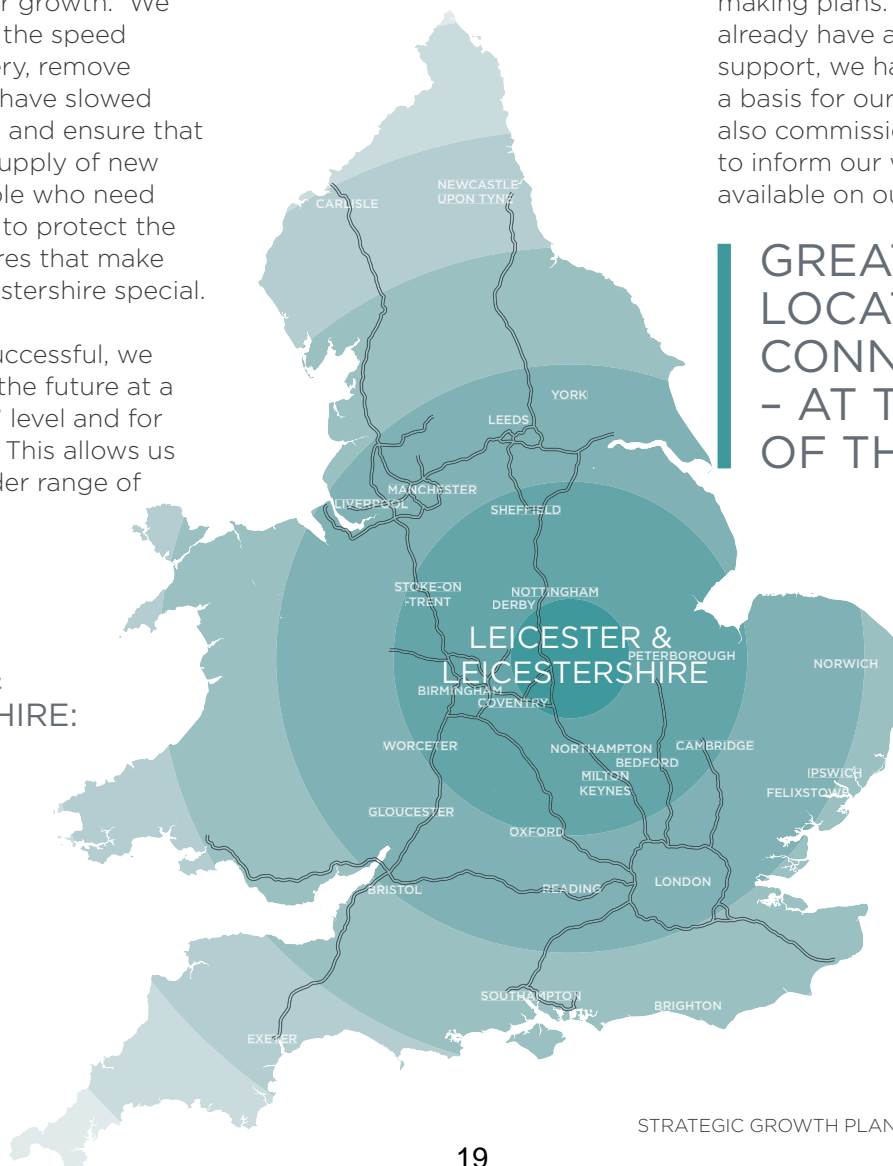 r growth. We
the speed
ery, remove
have slowed
and ensure that
upply of new
ple who need
to protect the
res that make
stershire special.
uccessful, we
the future at a
level and for
This allows us
der range of
HIRE:
making plans.
already have a
support, we ha
a basis for our
also commissi
to inform our
available on ou
GREAT
LOCAT
CONN
– AT T
OF TH
CARLISLE
NEWCASTLE
UPON TYNE
YORK
LEEDS
MANCHESTER
LIVERPOOL
SHEFFIELD
STOKE-ON
-TRENT
NOTTINGHAM
DERBY
LEICESTER &
LEICESTERSHIRE
PETERBOROUGH
NORWICH
BIRMINGHAM
COVENTRY
WORCETER
NORTHAMPTON
CAMBRIDGE
BEDFORD
MILTON
KEYNES
IPSWICH
FELIXSTOWE
GLOUCESTER
OXFORD
BRISTOL
READING
LONDON
SOUTHAMPTON
BRIGHTON
EXETER
STRATEGIC GROWTH PLAN
19